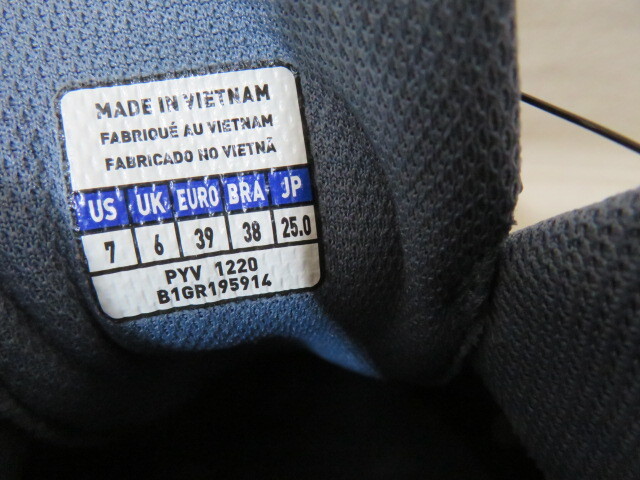 MADE IN VIETNAM
FABRIQUÉ AU VIETNAM
FABRICADO NO VIETNÃ
US UK EURO BRA JP
7 6 39 38 25.0
PYV 1220
B1GR195914